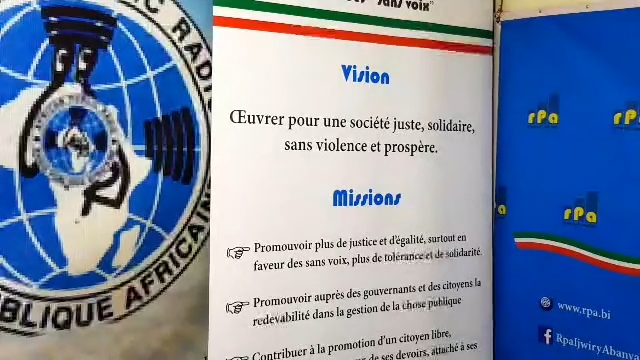 "sans voix"
Vision
Œuvrer pour une société juste, solidaire,
sans violence et prospère.
Missions
Promouvoir plus de justice et d'égalité, surtout en
faveur des sans voix, plus de tolérance et de solidarité.
Promouvoir auprès des gouvernants et des citoyens la
redevabilité dans la gestion de la chose publique
Contribuer à la promotion d'un citoyen libre,
de ses devoirs, attaché à ses
RADIO
BLIQUE AFRICAINE
rPa
rPa
rPa
www.rpa.bi
RpaIjwiryAbanya